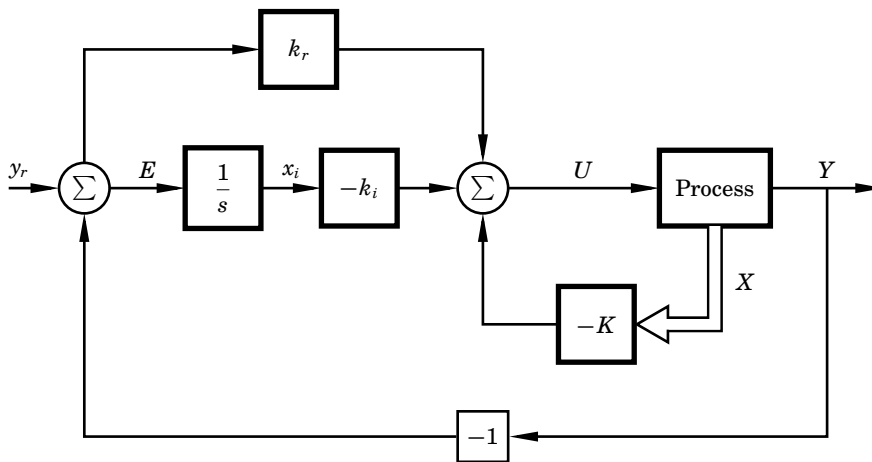 k_r
y_r
∑
E
1
s
x_i
−k_i
∑
U
Process
Y
X
−K
−1